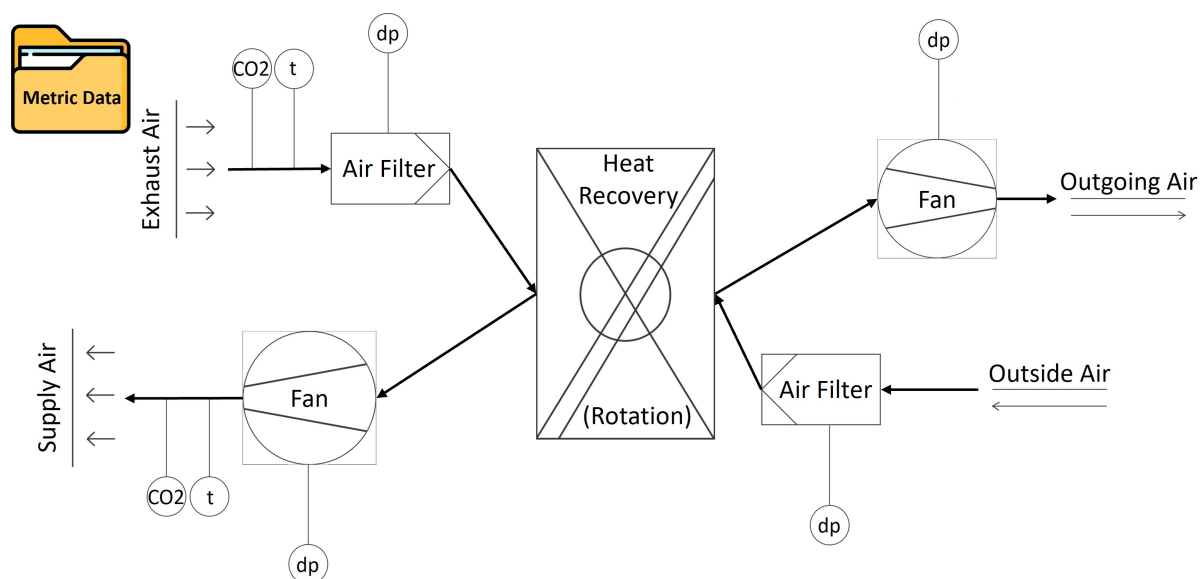 Metric Data
Exhaust Air
CO2
t
dp
Air Filter
Heat
Recovery
(Rotation)
dp
Fan
Outgoing Air
Supply Air
Fan
CO2
t
dp
Air Filter
dp
Outside Air